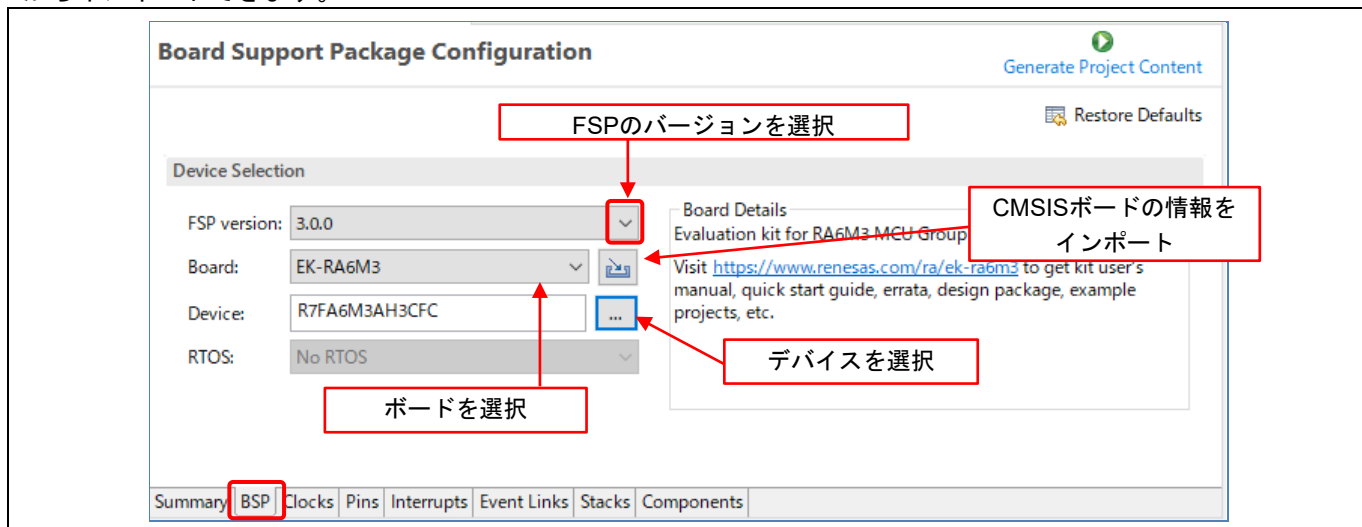 Board Support Package Configuration
Generate Project Content
FSPのバージョンを選択
Restore Defaults
Device Selection
CMSISボードの情報を
インポート
FSP version:
3.0.0
Board Details
Evaluation kit for RA6M3 MCU Group
Board:
EK-RA6M3
Visit https://www.renesas.com/ra/ek-ra6m3 to get kit user's
manual, quick start guide, errata, design package, example
projects, etc.
Device:
R7FA6M3AH3CFC
...
RTOS:
No RTOS
デバイスを選択
ボードを選択
Summary BSP Clocks Pins Interrupts Event Links Stacks Components